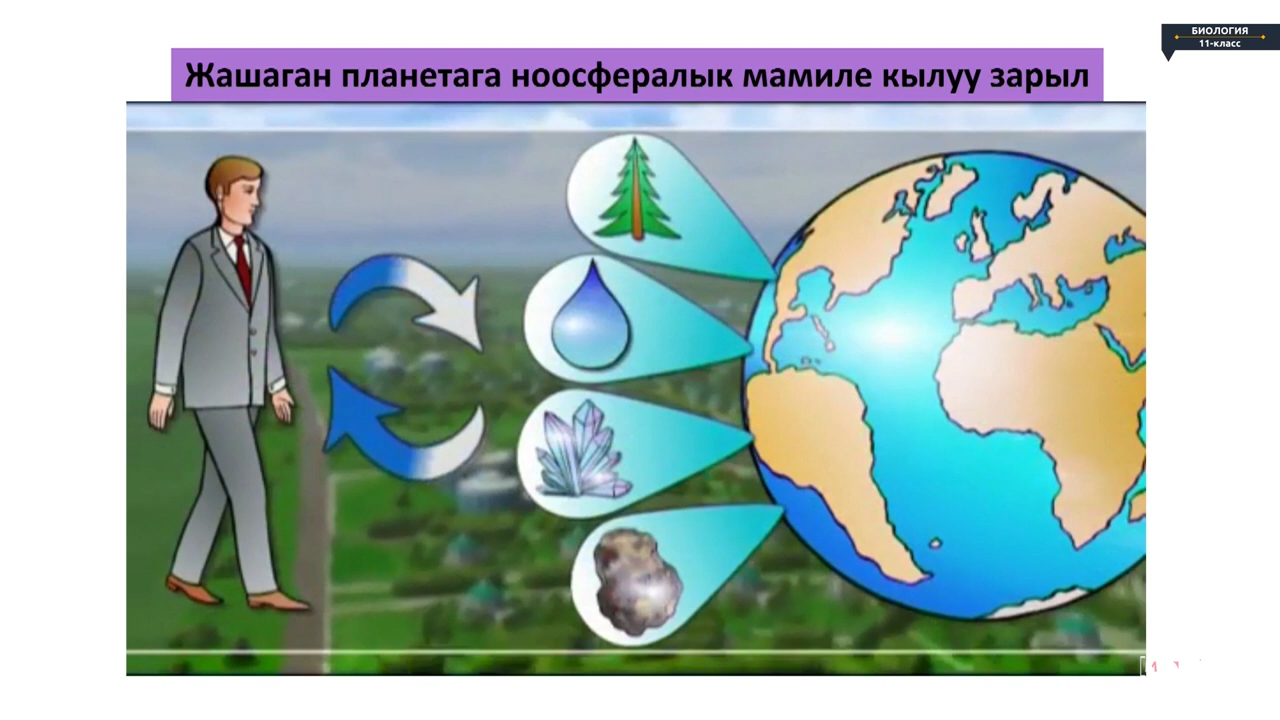 БИОЛОГИЯ
11-класс
Жашаган планетага ноосфералык мамиле кылуу зарыл